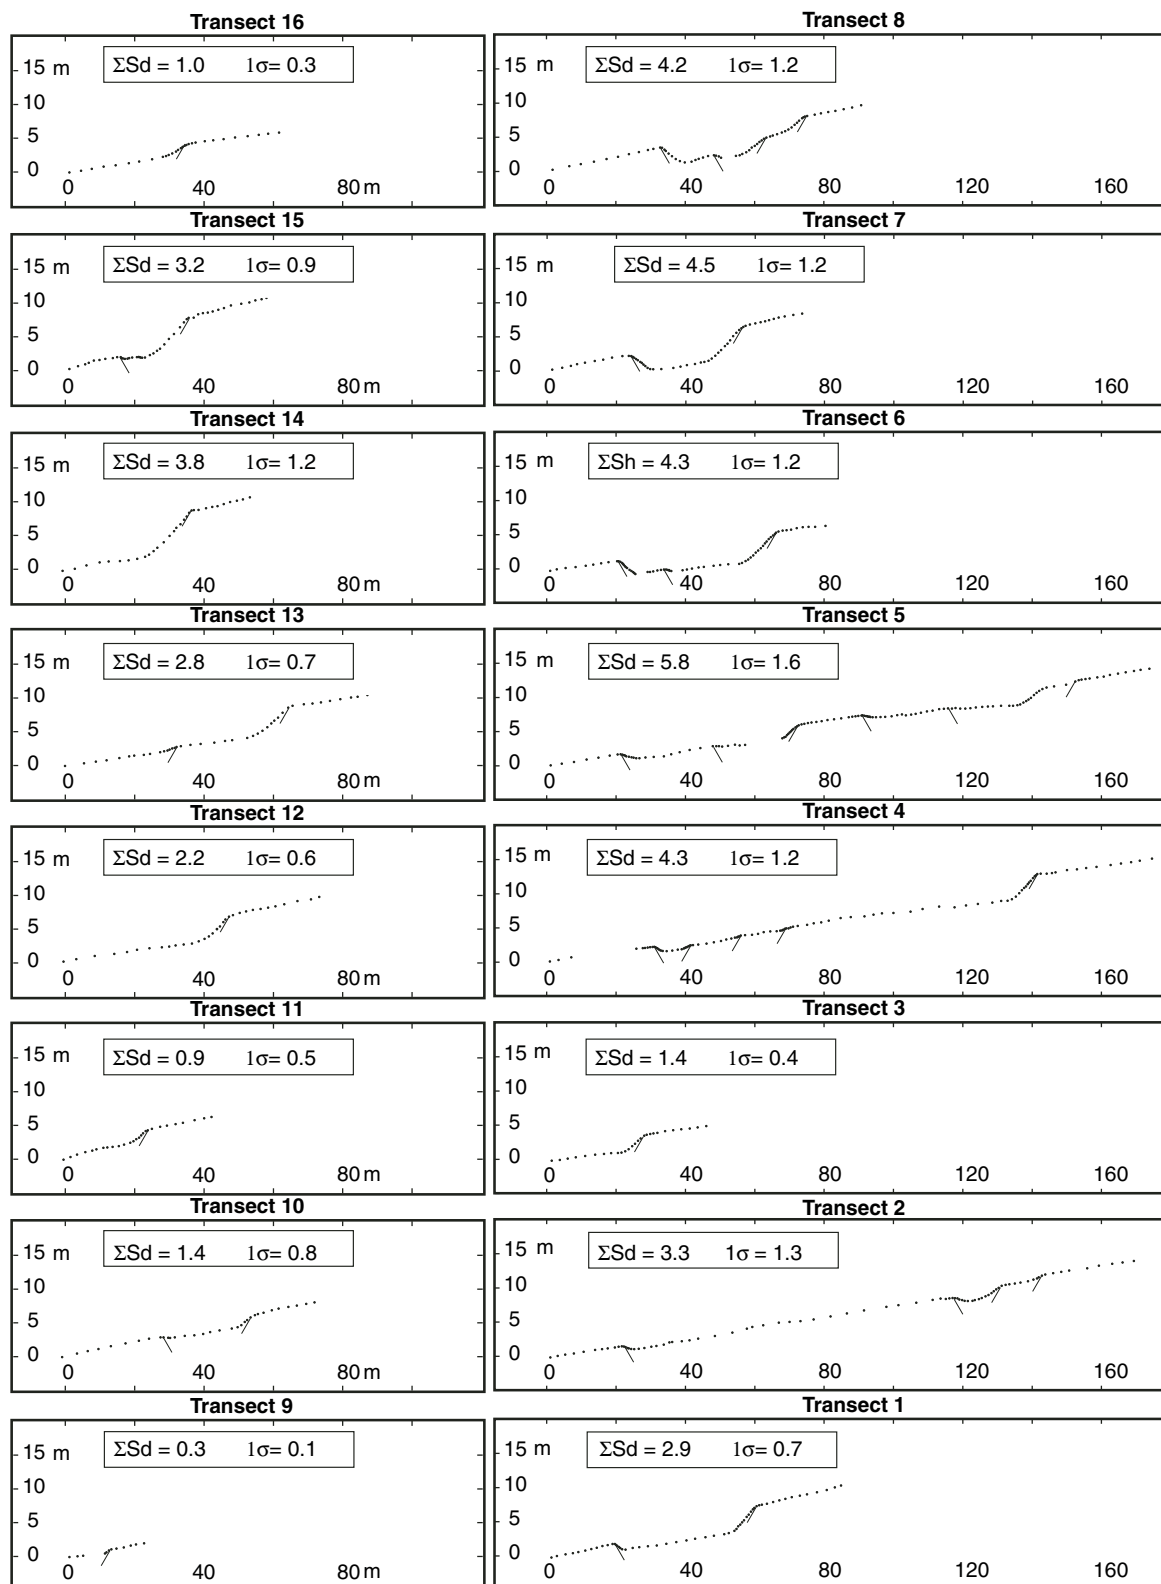 Transect 16
ΣSd = 1.0 1σ= 0.3
15 m
10
5
0
0 40 80 m
Transect 15
ΣSd = 3.2 1σ= 0.9
15 m
10
5
0
0 40 80 m
Transect 14
ΣSd = 3.8 1σ= 1.2
15 m
10
5
0
0 40 80 m
Transect 13
ΣSd = 2.8 1σ= 0.7
15 m
10
5
0
0 40 80 m
Transect 12
ΣSd = 2.2 1σ= 0.6
15 m
10
5
0
0 40 80 m
Transect 11
ΣSd = 0.9 1σ= 0.5
15 m
10
5
0
0 40 80 m
Transect 10
ΣSd = 1.4 1σ= 0.8
15 m
10
5
0
0 40 80 m
Transect 9
ΣSd = 0.3 1σ= 0.1
15 m
10
5
0
0 40 80 m
Transect 8
ΣSd = 4.2 1σ= 1.2
15 m
10
5
0
0 40 80 120 160
Transect 7
ΣSd = 4.5 1σ= 1.2
15 m
10
5
0
0 40 80 120 160
Transect 6
ΣSh = 4.3 1σ= 1.2
15 m
10
5
0
0 40 80 120 160
Transect 5
ΣSd = 5.8 1σ= 1.6
15 m
10
5
0
0 40 80 120 160
Transect 4
ΣSd = 4.3 1σ= 1.2
15 m
10
5
0
0 40 80 120 160
Transect 3
ΣSd = 1.4 1σ= 0.4
15 m
10
5
0
0 40 80 120 160
Transect 2
ΣSd = 3.3 1σ = 1.3
15 m
10
5
0
0 40 80 120 160
Transect 1
ΣSd = 2.9 1σ= 0.7
15 m
10
5
0
0 40 80 120 160